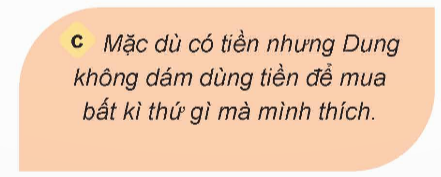 C Mặc dù có tiền nhưng Dung
không dám dùng tiền để mua
bất kì thứ gì mà mình thích.